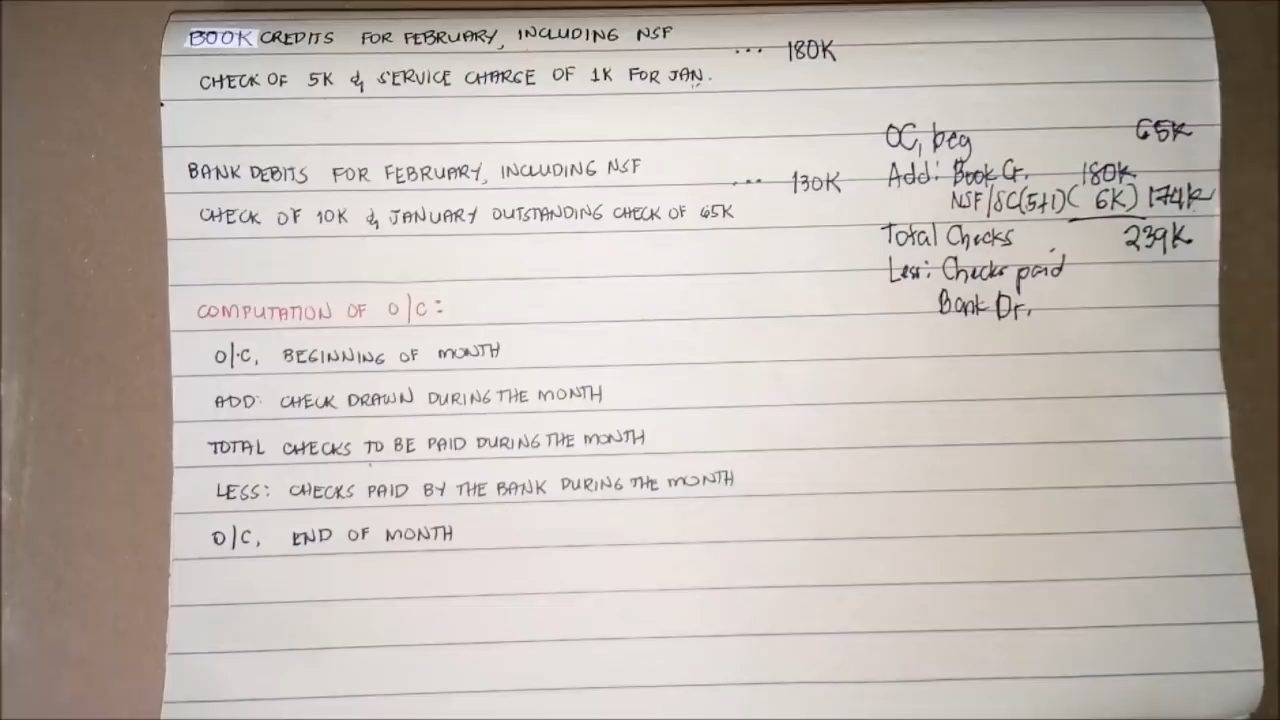 BOOK CREDITS FOR FEBRUARY, INCLUDING NSF
CHECK OF 5K & SERVICE CHARGE OF 1K FOR JAN.
... 180K
BANK DEBITS FOR FEBRUARY, INCLUDING NSF
CHECK OF 10K & JANUARY OUTSTANDING CHECK OF 65K
... 130K
COMPUTATION OF O/C:
O/C, BEGINNING OF MONTH
ADD: CHECK DRAWN DURING THE MONTH
TOTAL CHECKS TO BE PAID DURING THE MONTH
LESS: CHECKS PAID BY THE BANK DURING THE MONTH
O/C, END OF MONTH
OC, beg 65K
Add: Book Cr. 180K
NSF/SC(5+1) (6K) 174K
Total Checks 239K
Less: Checks paid
Bank Dr.